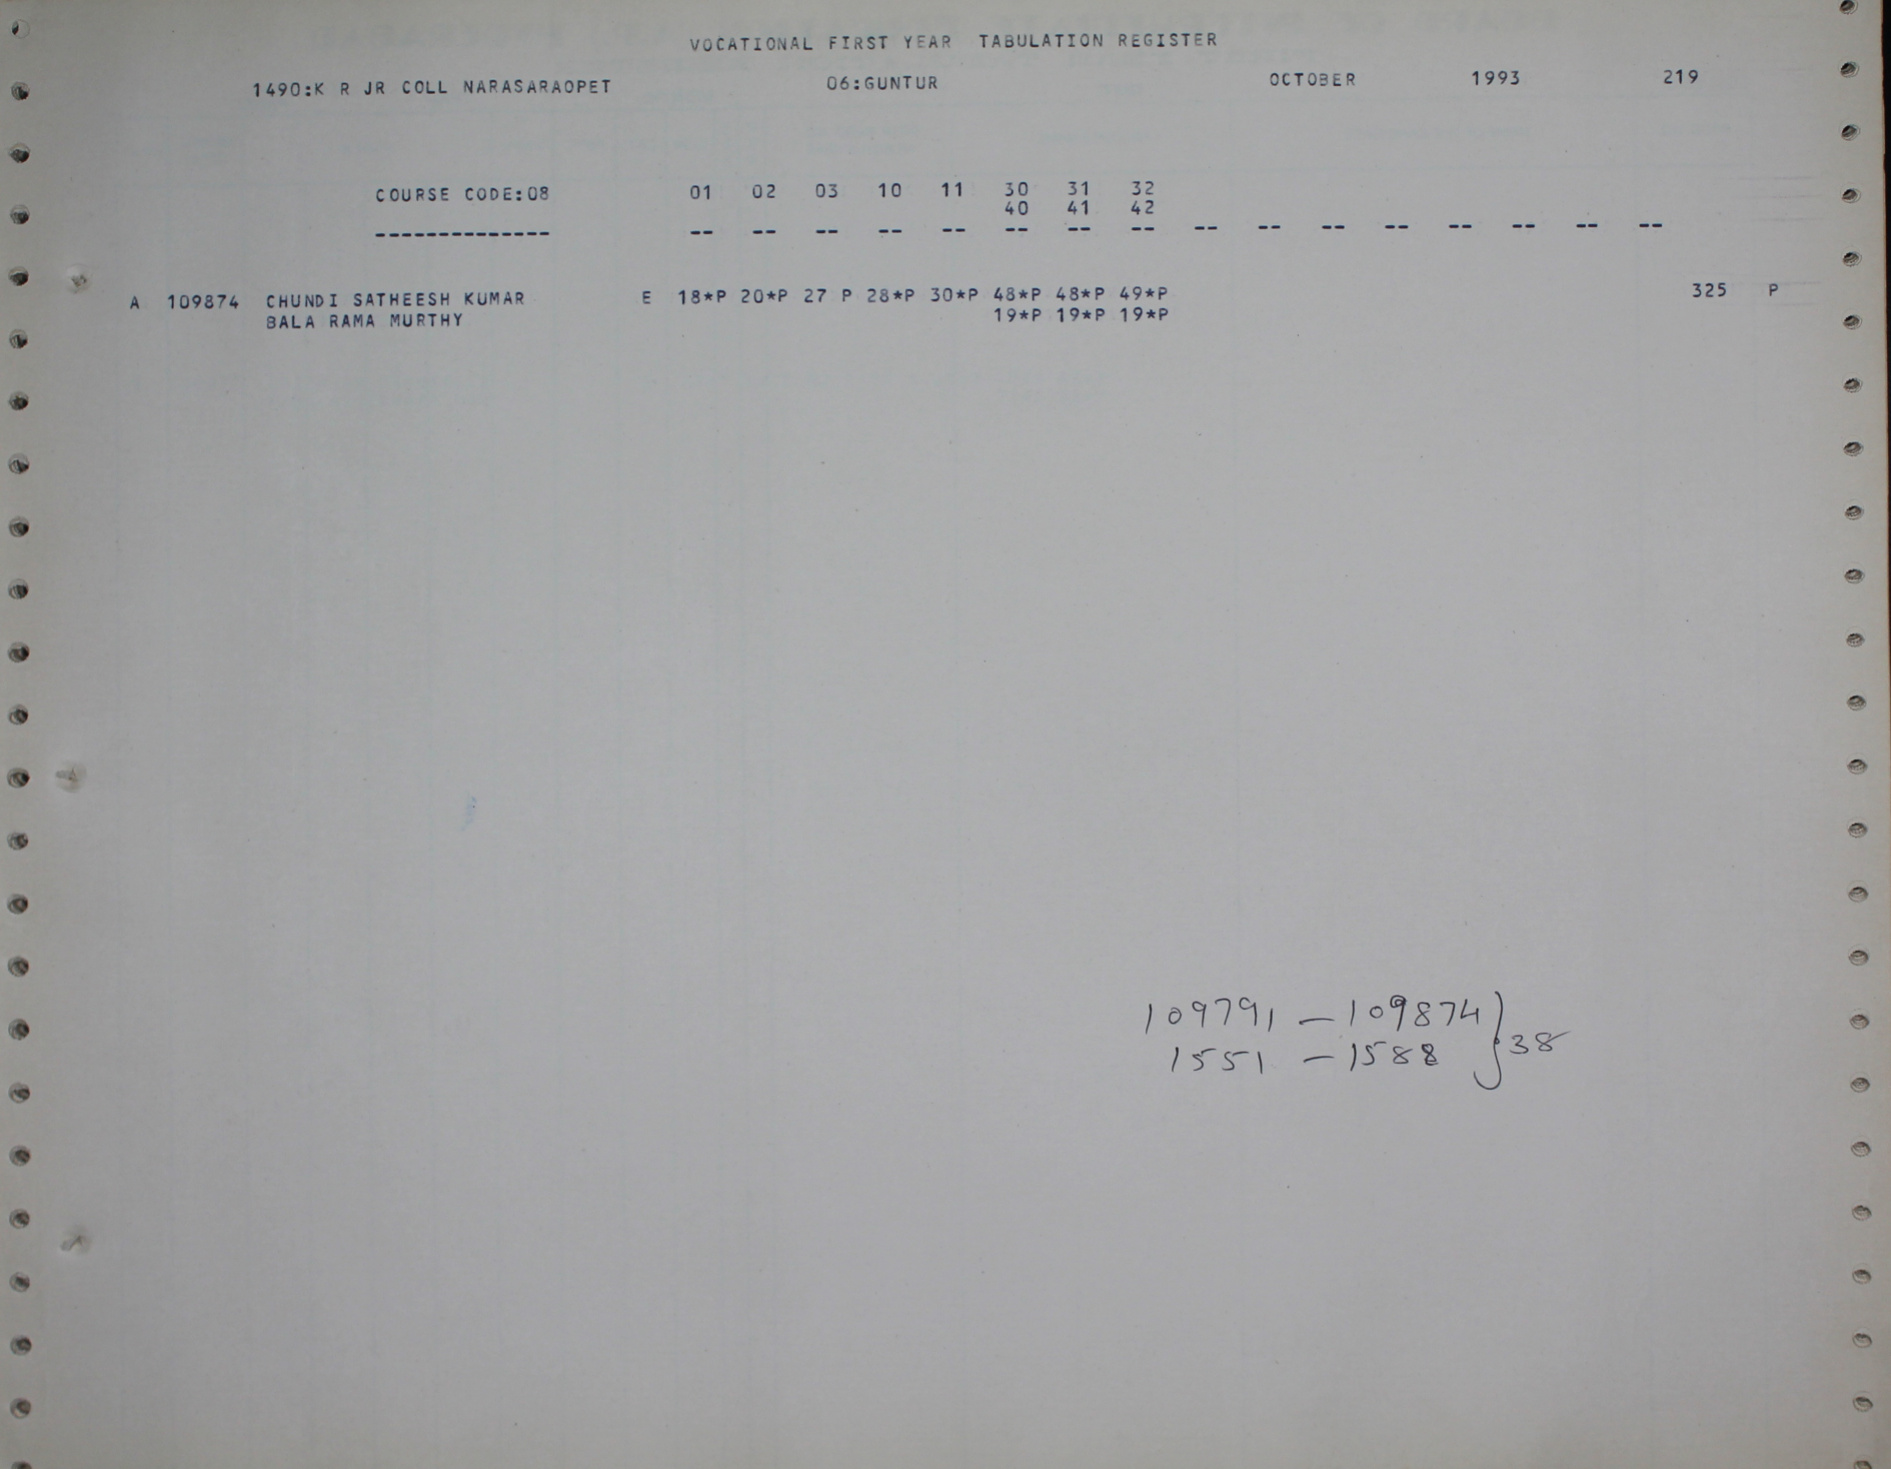 VOCATIONAL FIRST YEAR TABULATION REGISTER
1490:K R JR COLL NARASARAOPET 06:GUNTUR OCTOBER 1993 219
COURSE CODE:08 01 02 03 10 11 30 31 32
40 41 42
-------------- -- -- -- -- -- -- -- -- -- -- -- -- -- -- -- --
A 109874 CHUNDI SATHEESH KUMAR E 18*P 20*P 27 P 28*P 30*P 48*P 48*P 49*P 325 P
BALA RAMA MURTHY 19*P 19*P 19*P
109791 — 109874
1551 — 1588 } 38